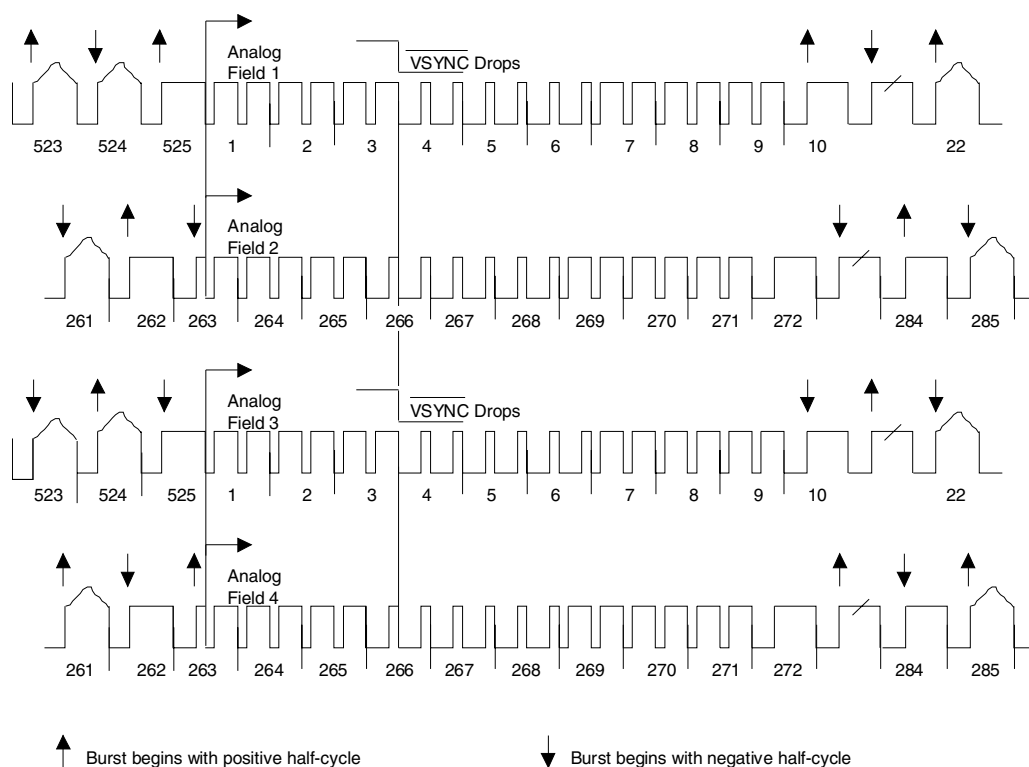 Analog
Field 1
VSYNC Drops
523 524 525 1 2 3 4 5 6 7 8 9 10 22
Analog
Field 2
261 262 263 264 265 266 267 268 269 270 271 272 284 285
Analog
Field 3
VSYNC Drops
523 524 525 1 2 3 4 5 6 7 8 9 10 22
Analog
Field 4
261 262 263 264 265 266 267 268 269 270 271 272 284 285
Burst begins with positive half-cycle Burst begins with negative half-cycle